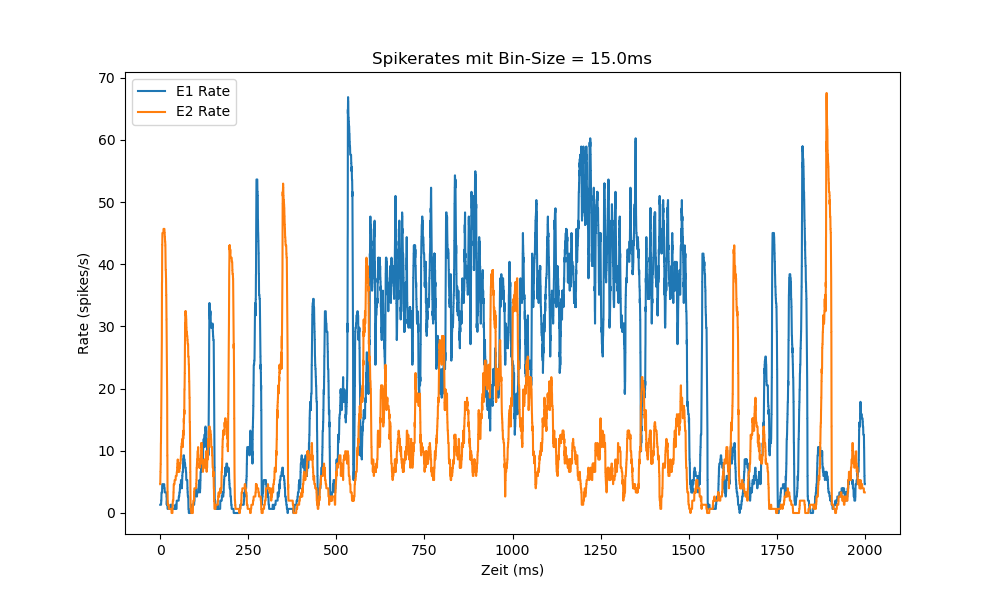 Spikerates mit Bin-Size = 15.0ms
E1 Rate
E2 Rate
70
60
50
40
30
20
10
0
Rate (spikes/s)
0 250 500 750 1000 1250 1500 1750 2000
Zeit (ms)